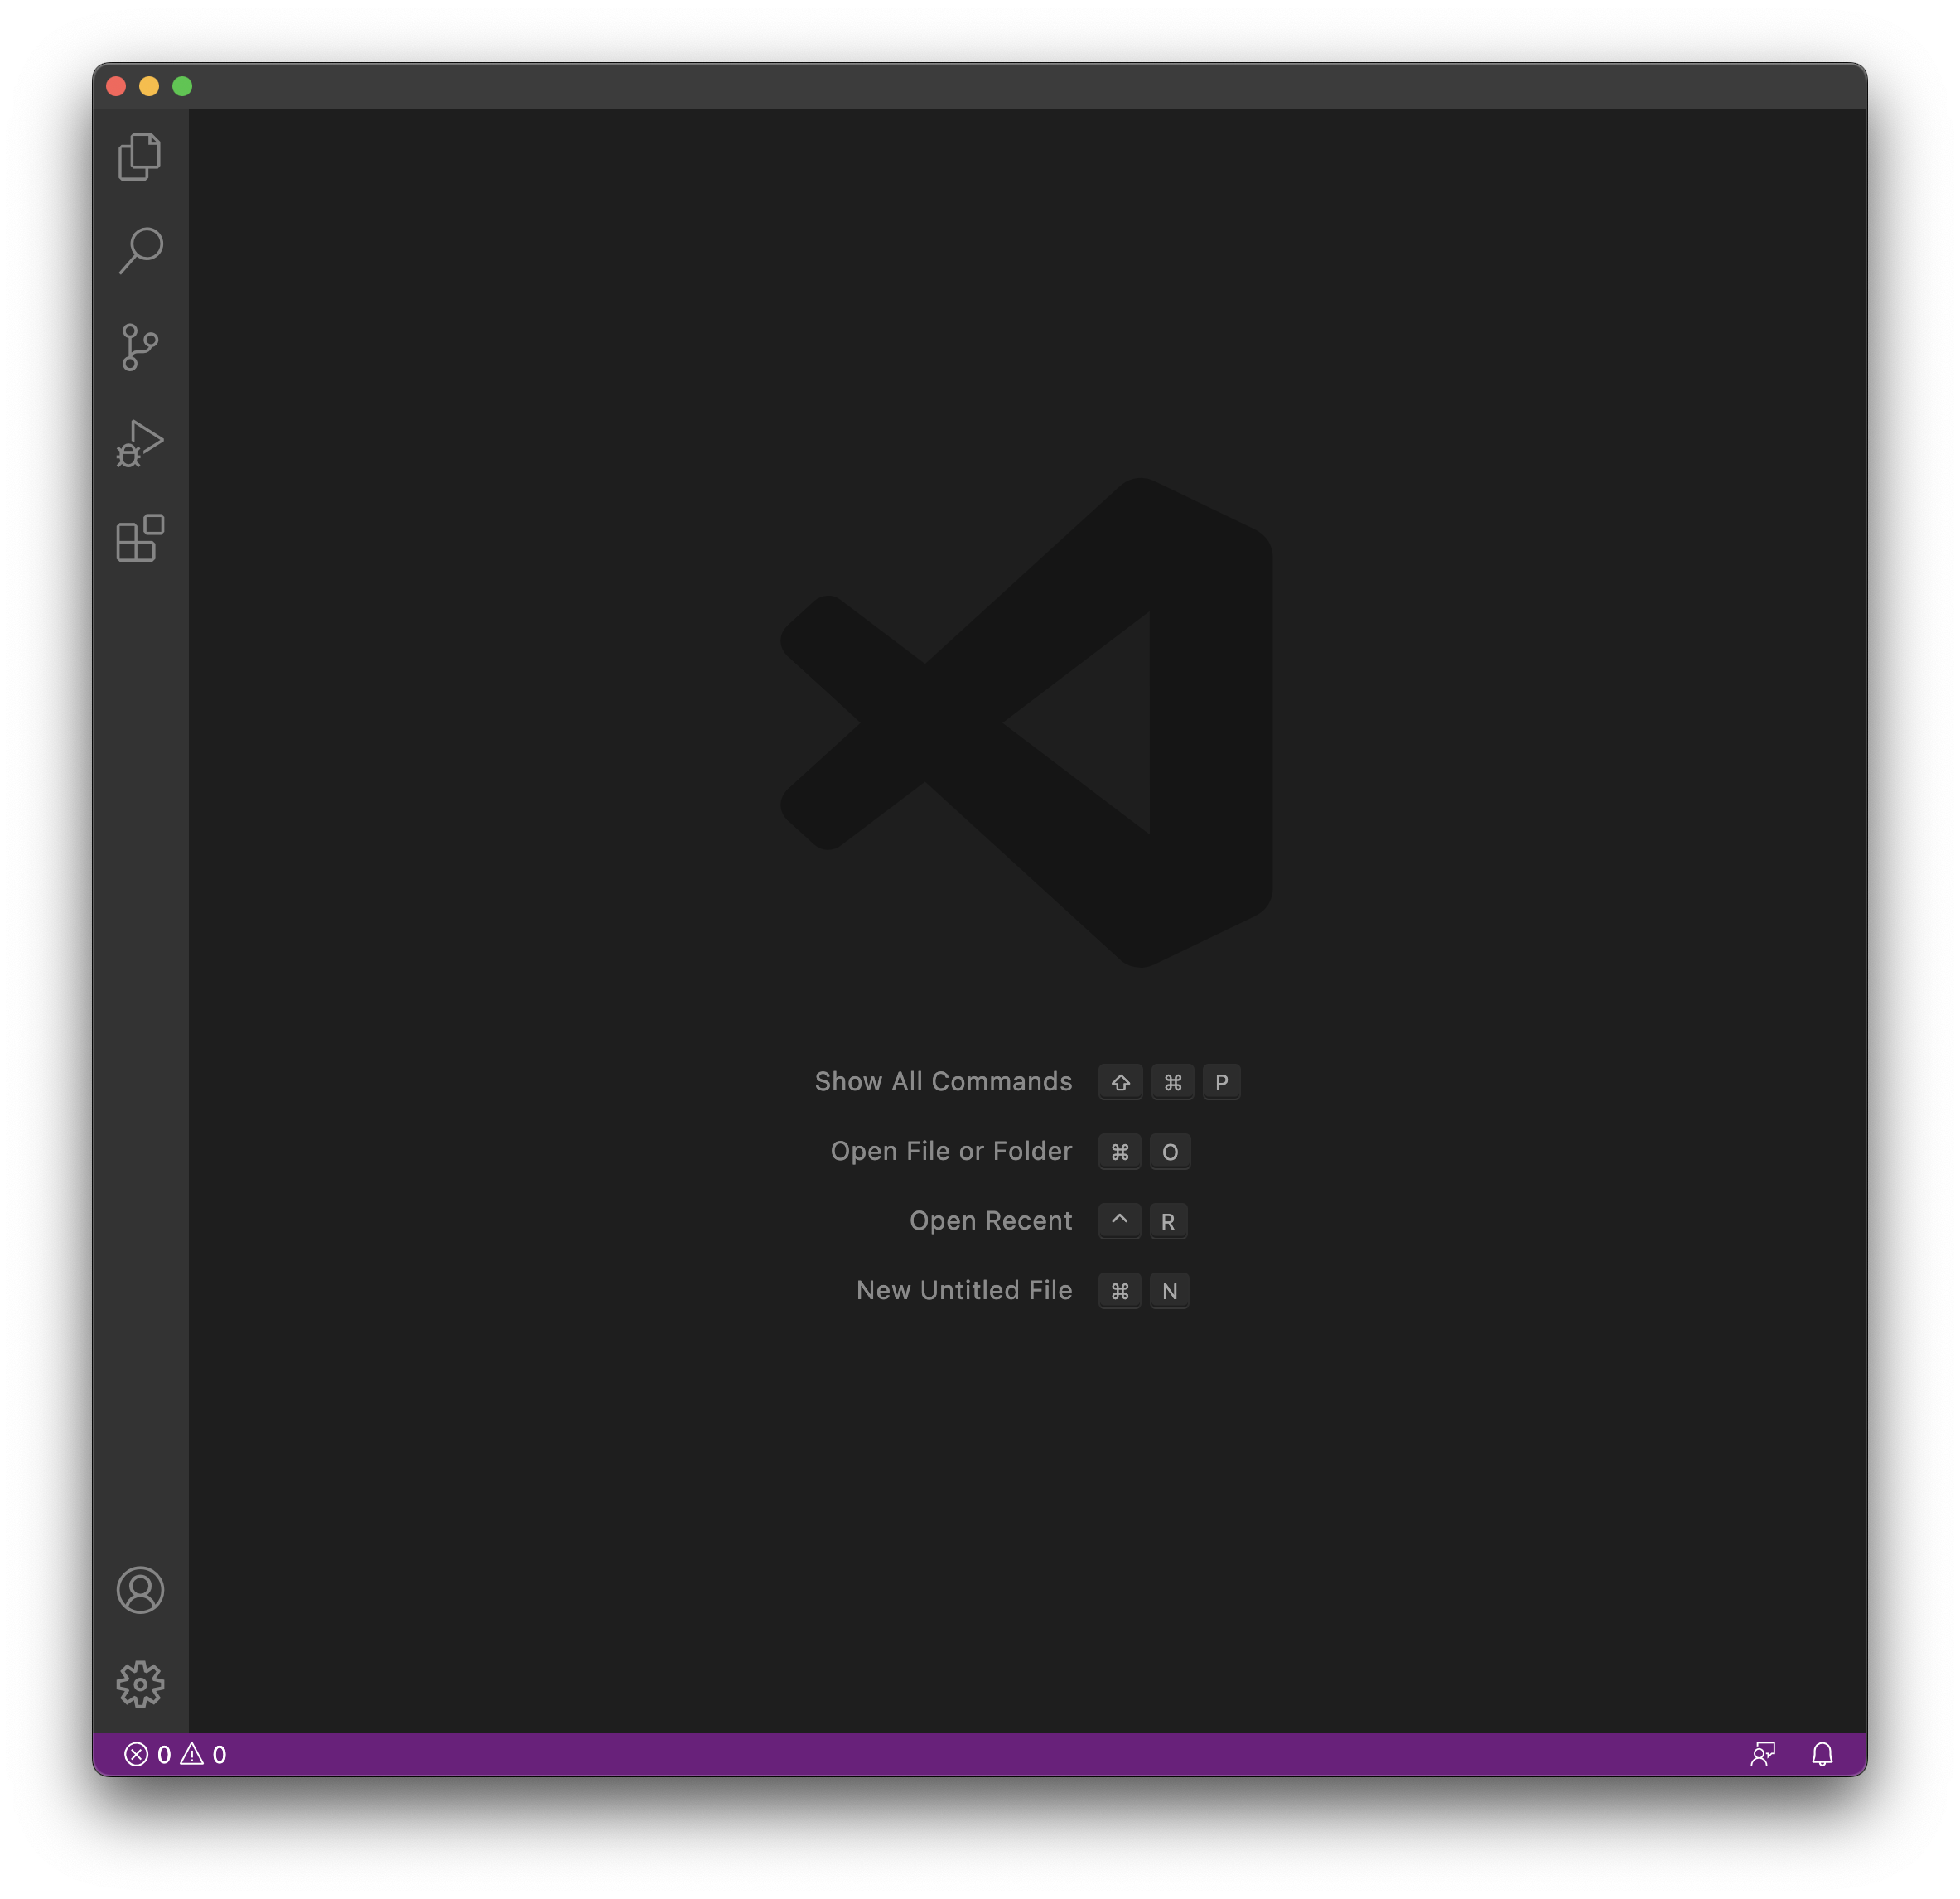 Show All Commands ⇧ ⌘ P
Open File or Folder ⌘ O
Open Recent ^ R
New Untitled File ⌘ N
0 0